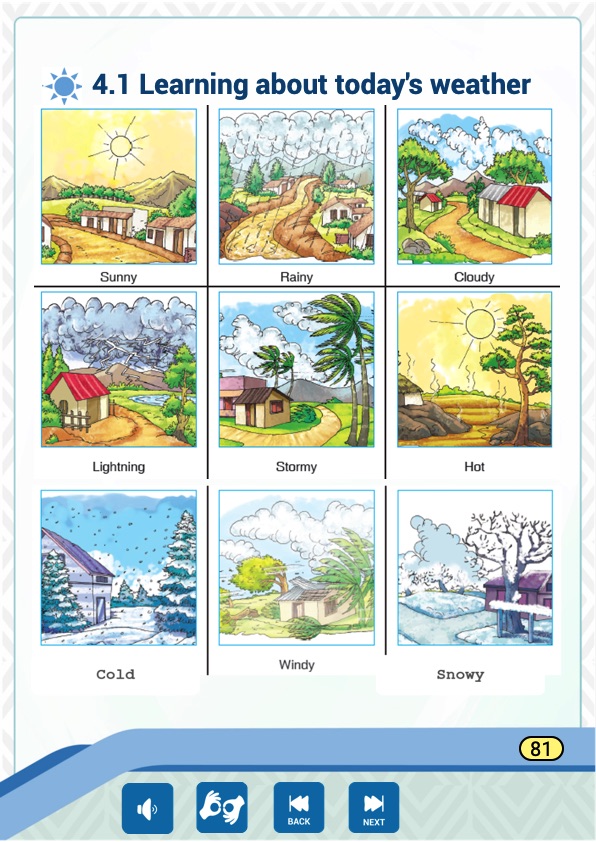 4.1 Learning about today's weather
Sunny
Rainy
Cloudy
Lightning
Stormy
Hot
Cold
Windy
Snowy
81
BACK
NEXT